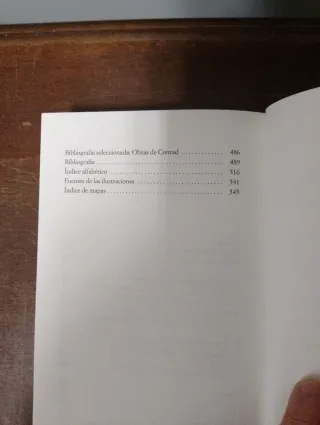 Bibliografía seleccionada: Obras de Conrad . . . . . . . . . . . . 486
Bibliografía . . . . . . . . . . . . . . . . . . . . . . . . . . . . . 489
Índice alfabético . . . . . . . . . . . . . . . . . . . . . . . . . . 516
Fuentes de las ilustraciones . . . . . . . . . . . . . . . . . . . . 541
Índice de mapas . . . . . . . . . . . . . . . . . . . . . . . . . . 545